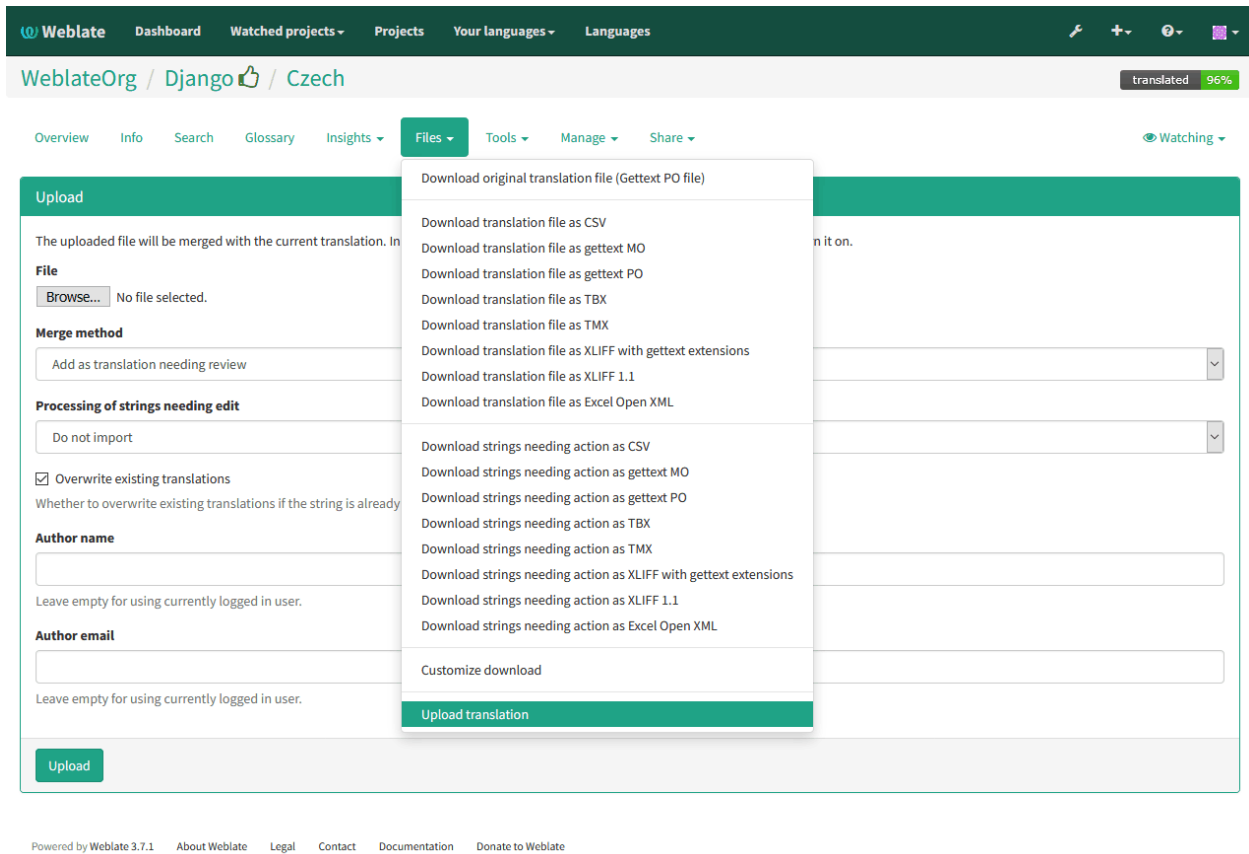 Weblate Dashboard Watched projects Projects Your languages Languages
WeblateOrg / Django / Czech translated 96%
Overview Info Search Glossary Insights Files Tools Manage Share Watching
Download original translation file (Gettext PO file)
Upload
Download translation file as CSV
The uploaded file will be merged with the current translation. In n it on.
Download translation file as gettext MO
File
Download translation file as gettext PO
Browse... No file selected.
Download translation file as TBX
Download translation file as TMX
Merge method
Download translation file as XLIFF with gettext extensions
Add as translation needing review
Download translation file as XLIFF 1.1
Download translation file as Excel Open XML
Processing of strings needing edit
Do not import
Download strings needing action as CSV
Download strings needing action as gettext MO
Overwrite existing translations
Download strings needing action as gettext PO
Whether to overwrite existing translations if the string is already
Download strings needing action as TBX
Author name
Download strings needing action as TMX
Download strings needing action as XLIFF with gettext extensions
Leave empty for using currently logged in user.
Download strings needing action as XLIFF 1.1
Download strings needing action as Excel Open XML
Author email
Customize download
Leave empty for using currently logged in user.
Upload translation
Upload
Powered by Weblate 3.7.1 About Weblate Legal Contact Documentation Donate to Weblate